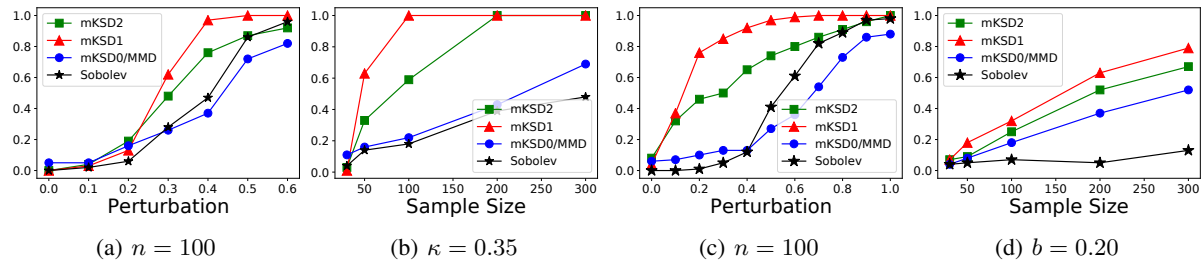 1.0
0.8
0.6
0.4
0.2
0.0
mKSD2
mKSD1
mKSD0/MMD
Sobolev
0.0 0.1 0.2 0.3 0.4 0.5 0.6
Perturbation
(a) n = 100
1.0
0.8
0.6
0.4
0.2
0.0
mKSD2
mKSD1
mKSD0/MMD
Sobolev
50 100 150 200 250 300
Sample Size
(b) κ = 0.35
1.0
0.8
0.6
0.4
0.2
0.0
mKSD2
mKSD1
mKSD0/MMD
Sobolev
0.0 0.2 0.4 0.6 0.8 1.0
Perturbation
(c) n = 100
1.0
0.8
0.6
0.4
0.2
0.0
mKSD2
mKSD1
mKSD0/MMD
Sobolev
50 100 150 200 250 300
Sample Size
(d) b = 0.20